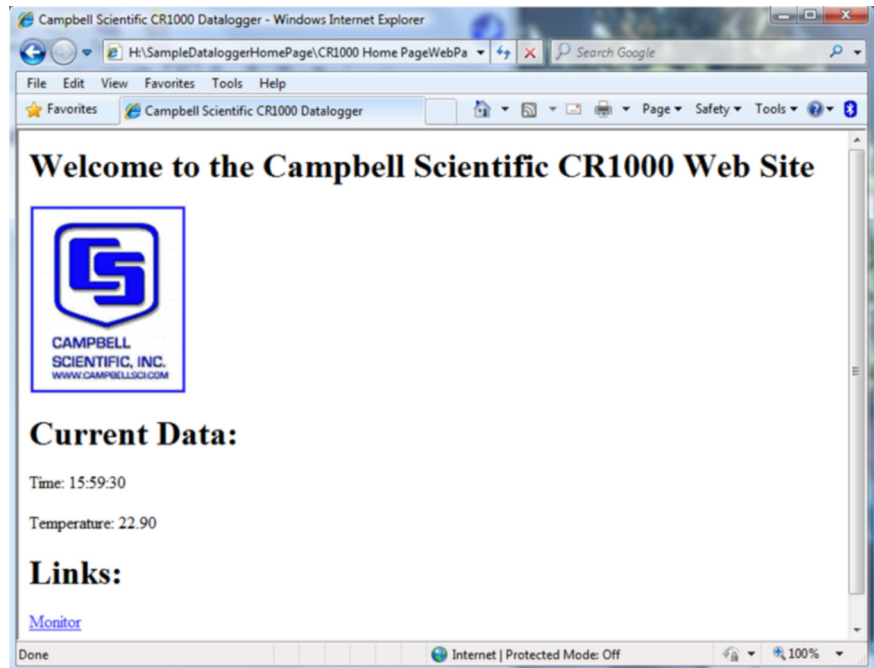 Campbell Scientific CR1000 Datalogger - Windows Internet Explorer
H:\SampleDataloggerHomePage\CR1000 Home PageWebPa
Search Google
File Edit View Favorites Tools Help
Favorites Campbell Scientific CR1000 Datalogger Page Safety Tools
Welcome to the Campbell Scientific CR1000 Web Site
CS
CAMPBELL
SCIENTIFIC, INC.
WWW.CAMPBELLSCI.COM
Current Data:
Time: 15:59:30
Temperature: 22.90
Links:
Monitor
Done Internet | Protected Mode: Off 100%